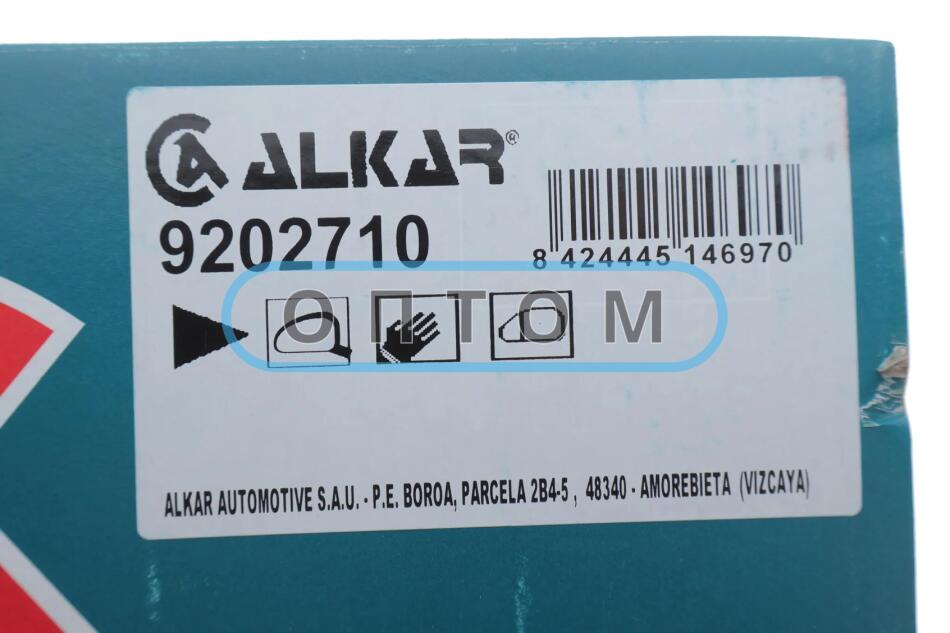 ALKAR®
9202710
8 424445 146970
ОПТОМ
ALKAR AUTOMOTIVE S.A.U. - P.E. BOROA, PARCELA 2B4-5 , 48340 - AMOREBIETA (VIZCAYA)